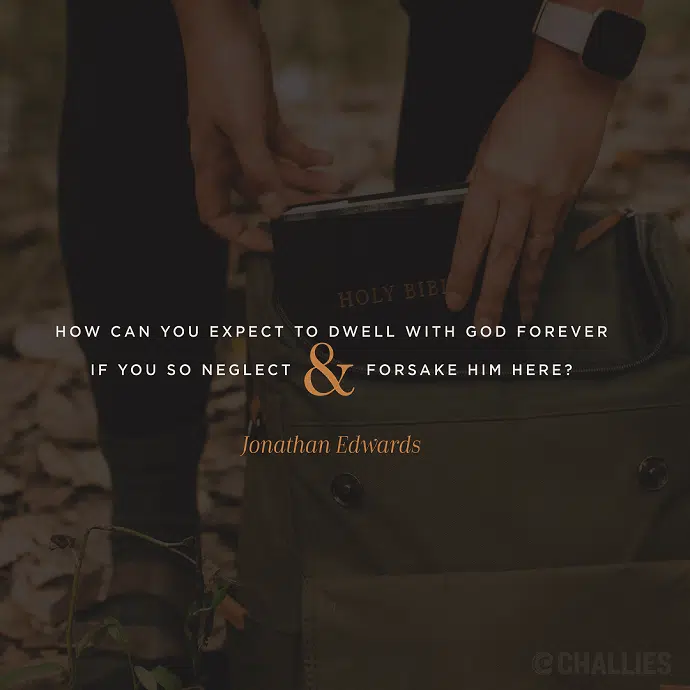 HOLY BIBL
HOW CAN YOU EXPECT TO DWELL WITH GOD FOREVER
IF YOU SO NEGLECT & FORSAKE HIM HERE?
Jonathan Edwards
CHALLIES